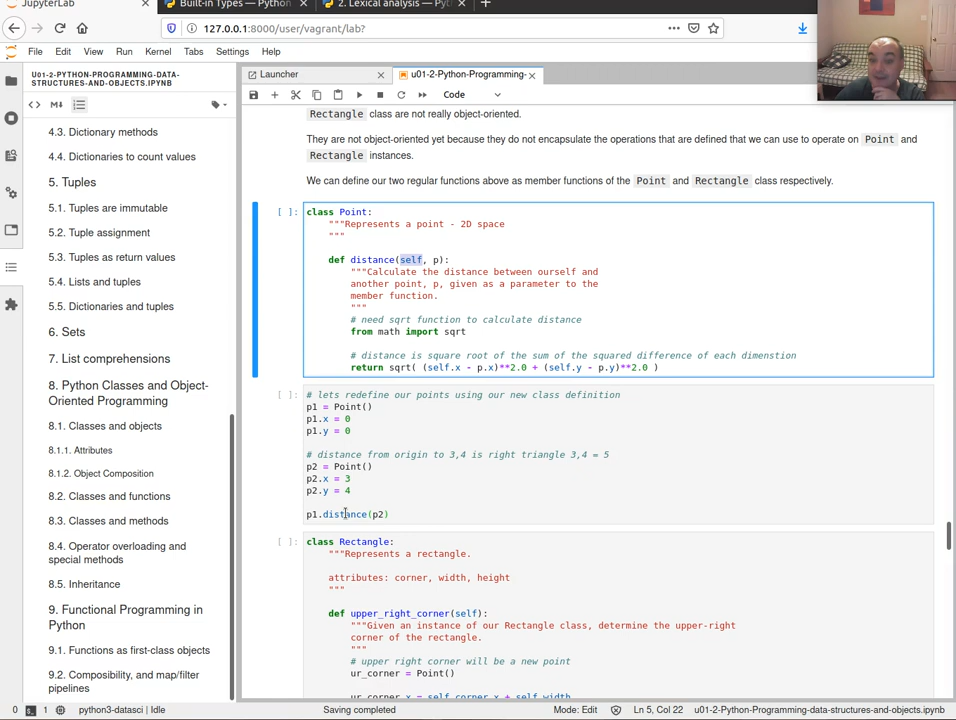 JupyterLab
Built-in Types — Python
2. Lexical analysis — Pyt
127.0.0.1:8000/user/vagrant/lab?
File Edit View Run Kernel Tabs Settings Help
U01-2-PYTHON-PROGRAMMING-DATA-
STRUCTURES-AND-OBJECTS.IPYNB
4.3. Dictionary methods
4.4. Dictionaries to count values
5. Tuples
5.1. Tuples are immutable
5.2. Tuple assignment
5.3. Tuples as return values
5.4. Lists and tuples
5.5. Dictionaries and tuples
6. Sets
7. List comprehensions
8. Python Classes and Object-
Oriented Programming
8.1. Classes and objects
8.1.1. Attributes
8.1.2. Object Composition
8.2. Classes and functions
8.3. Classes and methods
8.4. Operator overloading and
special methods
8.5. Inheritance
9. Functional Programming in
Python
9.1. Functions as first-class objects
9.2. Composibility, and map/filter
pipelines
Launcher
u01-2-Python-Programming-
Code
Rectangle class are not really object-oriented.
They are not object-oriented yet because they do not encapsulate the operations that are defined that we can use to operate on Point and
Rectangle instances.
We can define our two regular functions above as member functions of the Point and Rectangle class respectively.
[ ]: class Point:
"""Represents a point - 2D space
"""
def distance(self, p):
"""Calculate the distance between ourself and
another point, p, given as a parameter to the
member function.
"""
# need sqrt function to calculate distance
from math import sqrt
# distance is square root of the sum of the squared difference of each dimenstion
return sqrt( (self.x - p.x)**2.0 + (self.y - p.y)**2.0 )
[ ]: # lets redefine our points using our new class definition
p1 = Point()
p1.x = 0
p1.y = 0
# distance from origin to 3,4 is right triangle 3,4 = 5
p2 = Point()
p2.x = 3
p2.y = 4
p1.distance(p2)
[ ]: class Rectangle:
"""Represents a rectangle.
attributes: corner, width, height
"""
def upper_right_corner(self):
"""Given an instance of our Rectangle class, determine the upper-right
corner of the rectangle.
"""
# upper right corner will be a new point
ur_corner = Point()
ur_corner.x = self.corner.x + self.width
0 1 python3-datasci | Idle
Saving completed
Mode: Edit
Ln 5, Col 22
u01-2-Python-Programming-data-structures-and-objects.ipynb